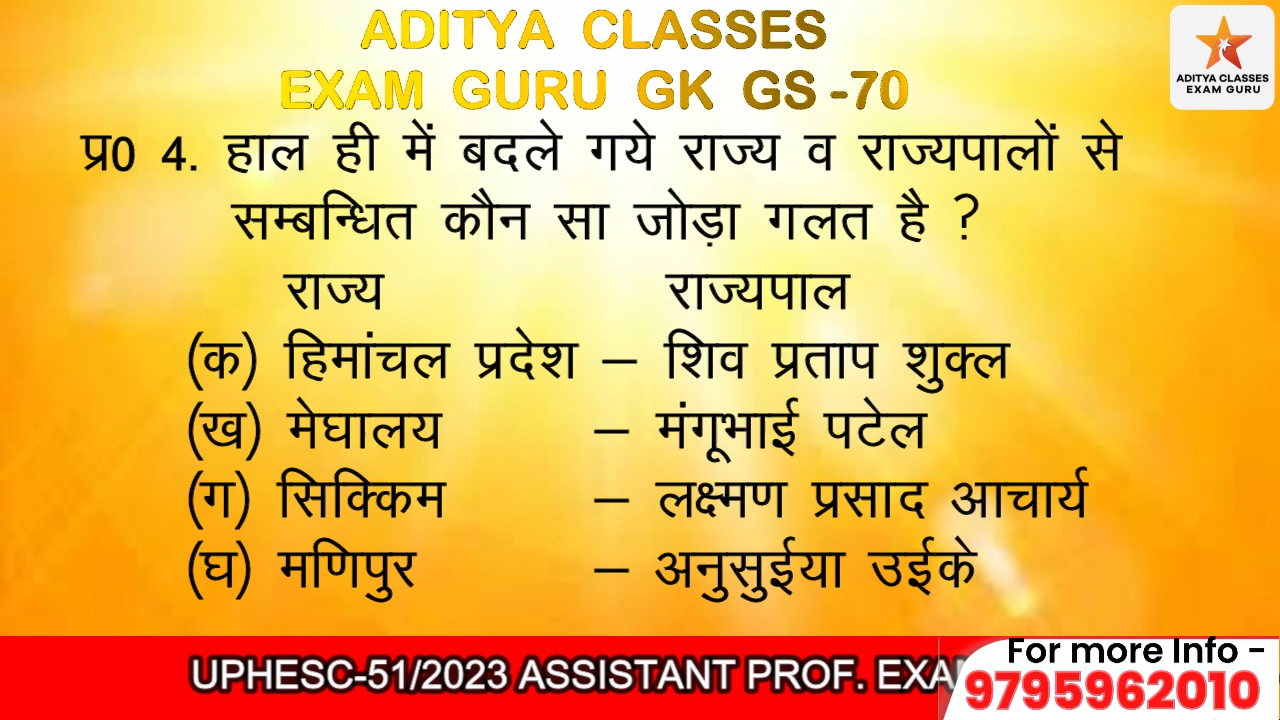 ADITYA CLASSES
EXAM GURU GK GS -70
ADITYA CLASSES
EXAM GURU
प्र0 4. हाल ही में बदले गये राज्य व राज्यपालों से
सम्बन्धित कौन सा जोड़ा गलत है ?
राज्य राज्यपाल
(क) हिमांचल प्रदेश – शिव प्रताप शुक्ल
(ख) मेघालय – मंगूभाई पटेल
(ग) सिक्किम – लक्ष्मण प्रसाद आचार्य
(घ) मणिपुर – अनुसुईया उईके
UPHESC-51/2023 ASSISTANT PROF. EXA
For more Info -
9795962010